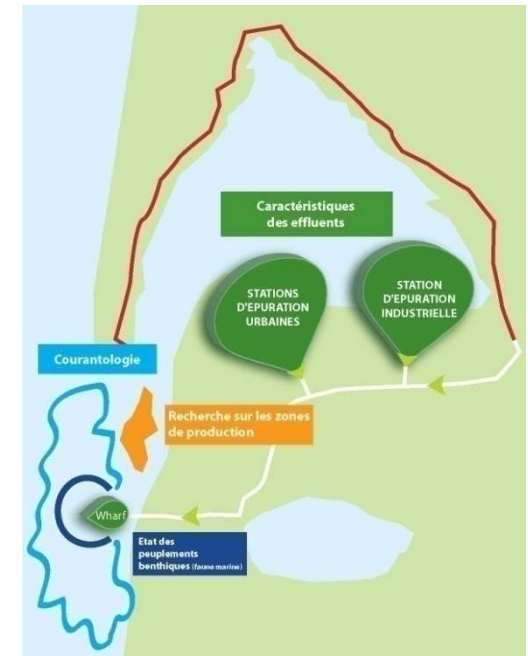 Caractéristiques
des effluents
STATIONS
D'EPURATION
URBAINES
STATION
D'EPURATION
INDUSTRIELLE
Courantologie
Recherche sur les zones
de production
Wharf
Etat des
peuplements
benthiques (faune marine)